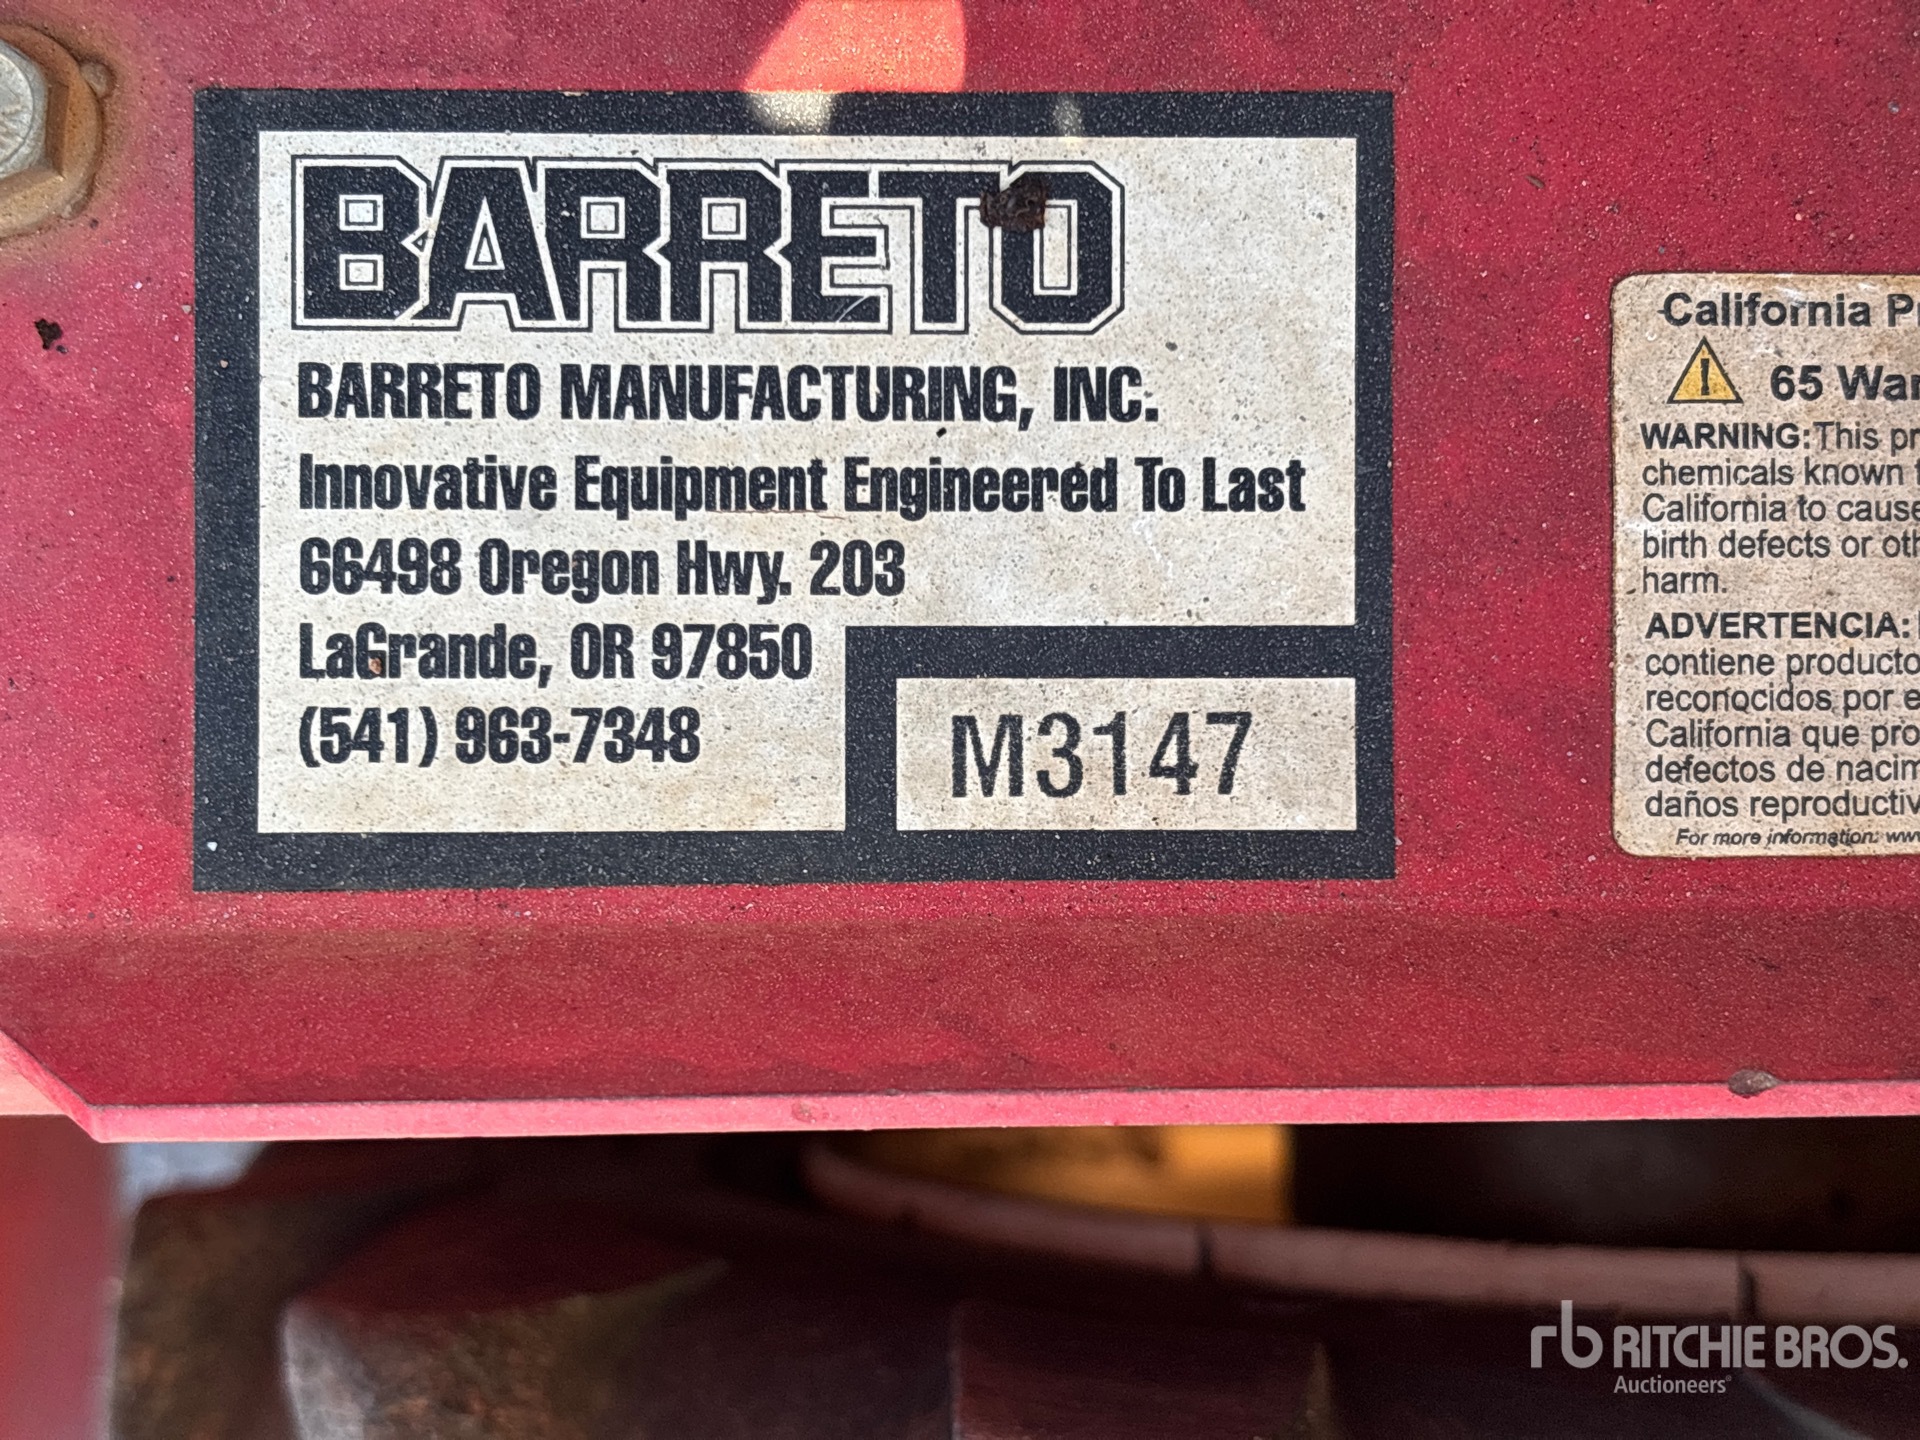 BARRETO
BARRETO MANUFACTURING, INC.
Innovative Equipment Engineered To Last
66498 Oregon Hwy. 203
LaGrande, OR 97850
(541) 963-7348
M3147
California
65
WARNING: This
chemicals known
California to cause
birth defects or
harm.
ADVERTENCIA:
contiene
reconocidos por
California que
defectos de
daños
For more information:
rb RITCHIE BROS.
Auctioneers